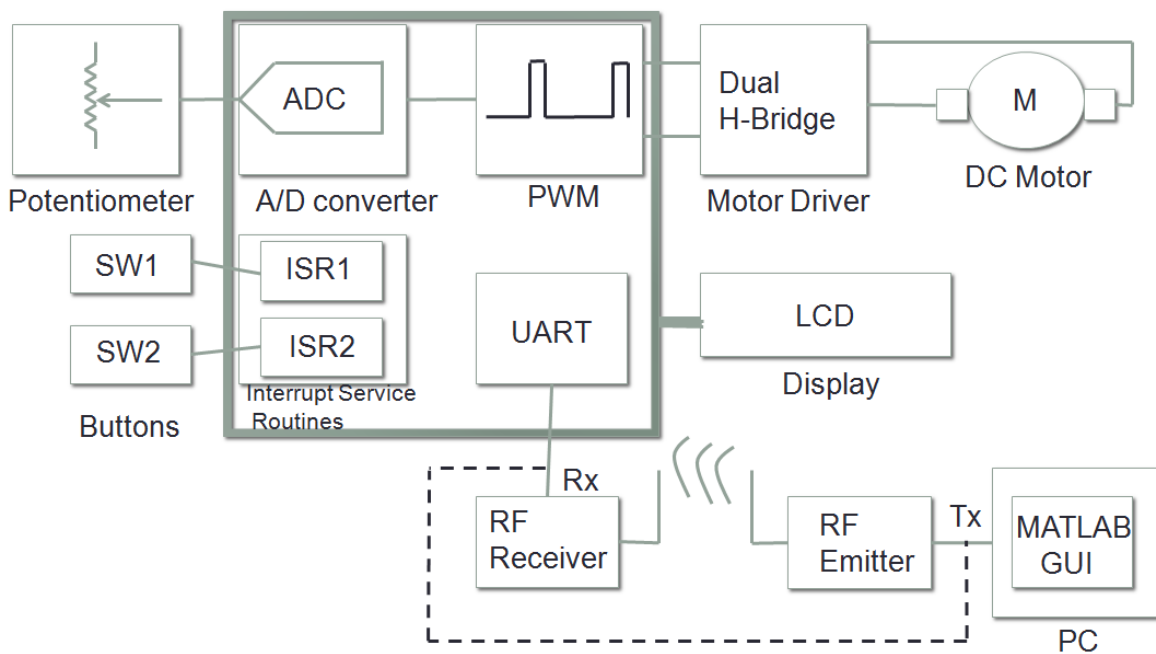 ADC
Dual
H-Bridge
M
Potentiometer
A/D converter
PWM
Motor Driver
DC Motor
SW1
ISR1
SW2
ISR2
Interrupt Service
Routines
Buttons
UART
LCD
Display
Rx
RF
Receiver
RF
Emitter
Tx
MATLAB
GUI
PC